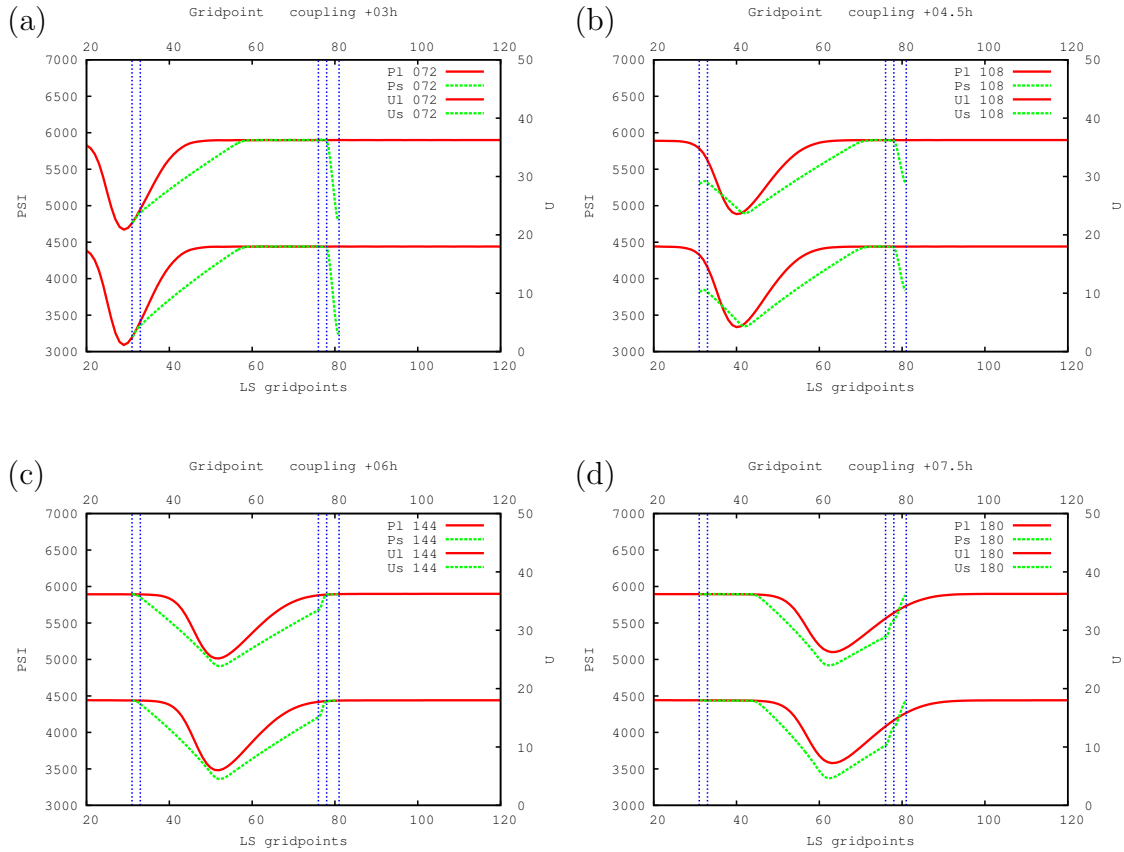 (a)
Gridpoint coupling +03h
20 40 60 80 100 120
7000 50
Pl 072
6500 Ps 072
Ul 072 40
Us 072
6000
5500 30
PSI 5000 U
20
4500
4000
10
3500
3000 0
20 40 60 80 100 120
LS gridpoints
(b)
Gridpoint coupling +04.5h
20 40 60 80 100 120
7000 50
Pl 108
6500 Ps 108
Ul 108 40
Us 108
6000
5500 30
PSI 5000 U
20
4500
4000
10
3500
3000 0
20 40 60 80 100 120
LS gridpoints
(c)
Gridpoint coupling +06h
20 40 60 80 100 120
7000 50
Pl 144
6500 Ps 144
Ul 144 40
Us 144
6000
5500 30
PSI 5000 U
20
4500
4000
10
3500
3000 0
20 40 60 80 100 120
LS gridpoints
(d)
Gridpoint coupling +07.5h
20 40 60 80 100 120
7000 50
Pl 180
6500 Ps 180
Ul 180 40
Us 180
6000
5500 30
PSI 5000 U
20
4500
4000
10
3500
3000 0
20 40 60 80 100 120
LS gridpoints